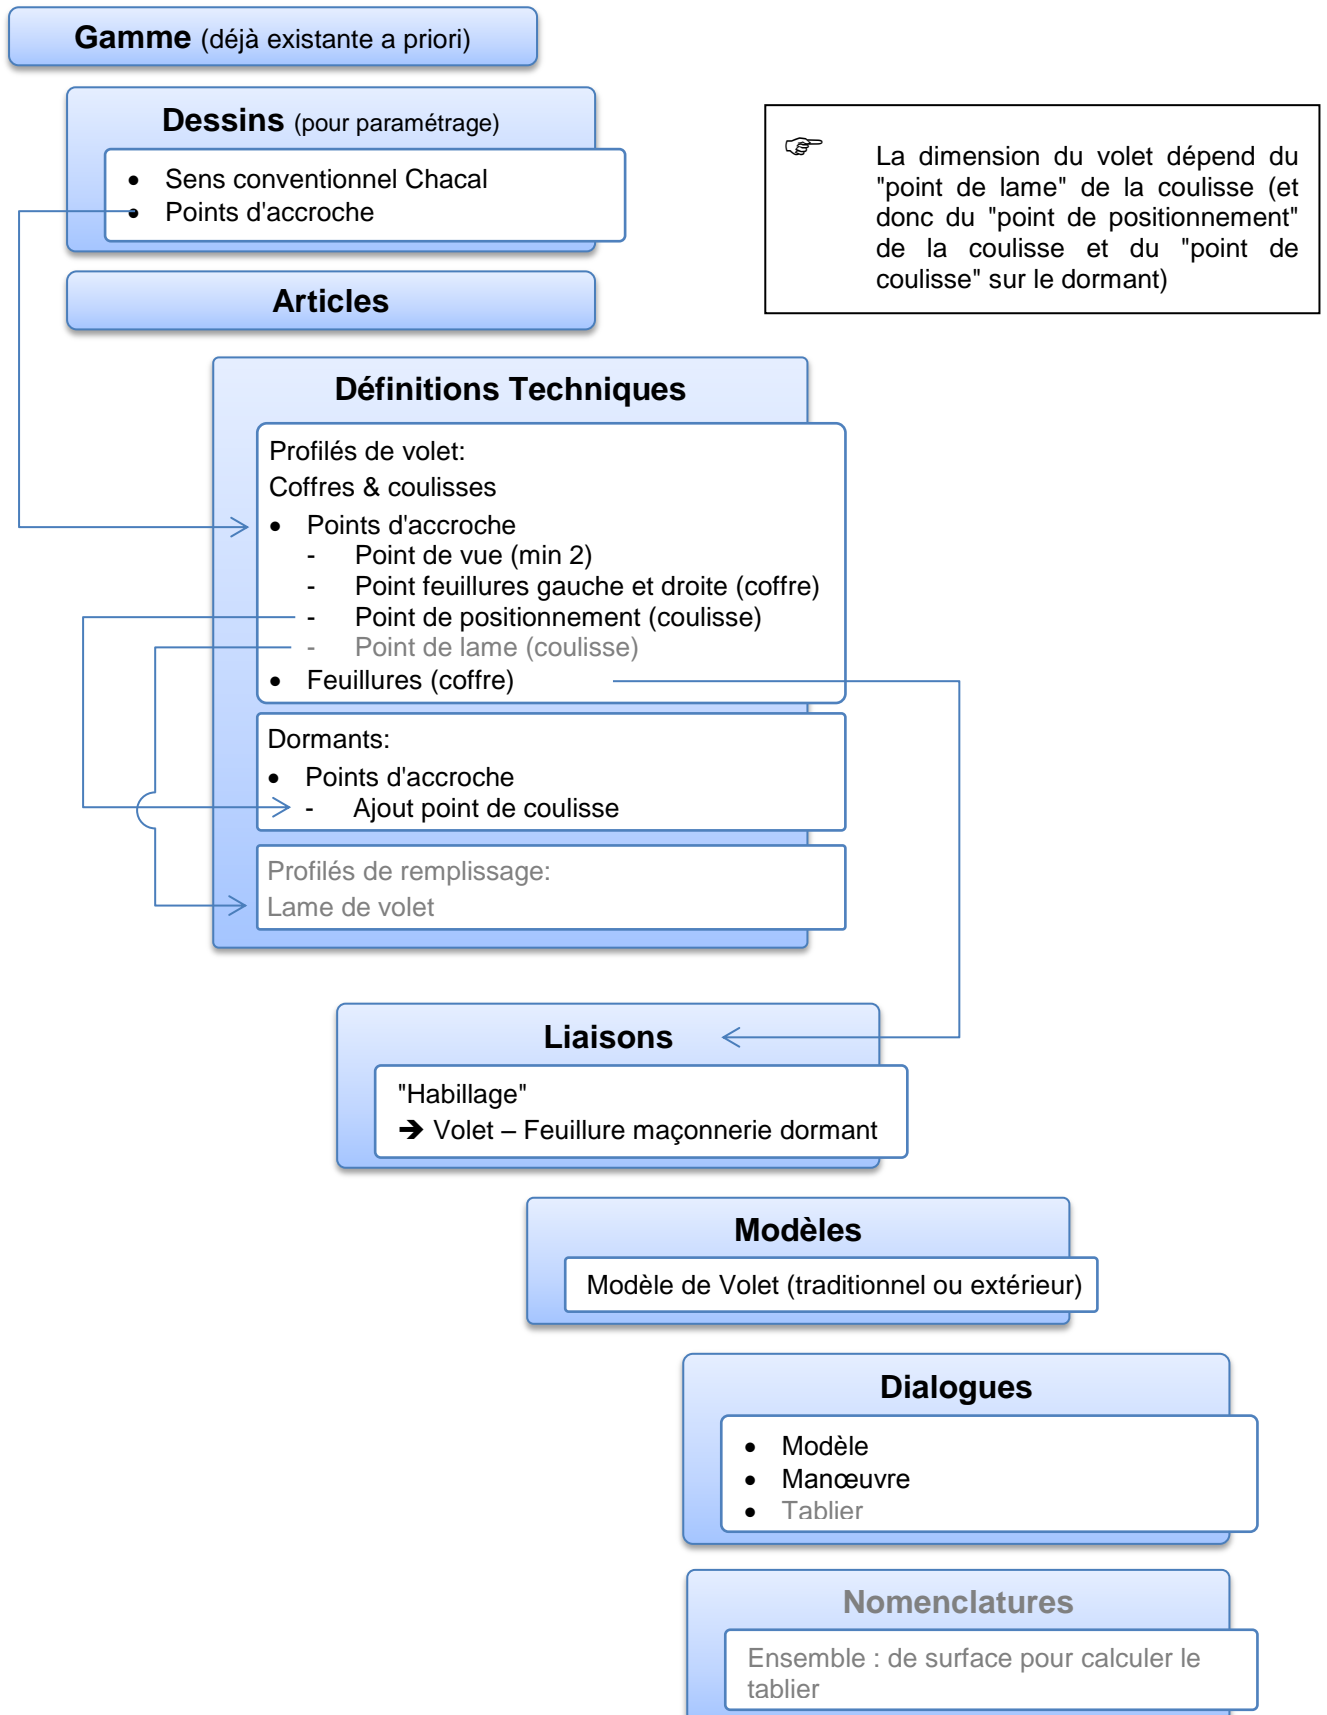 Gamme (déjà existante a priori)
Dessins (pour paramétrage)
• Sens conventionnel Chacal
• Points d'accroche
☞ La dimension du volet dépend du
"point de lame" de la coulisse (et
donc du "point de positionnement"
de la coulisse et du "point de
coulisse" sur le dormant)
Articles
Définitions Techniques
Profilés de volet:
Coffres & coulisses
• Points d'accroche
- Point de vue (min 2)
- Point feuillures gauche et droite (coffre)
- Point de positionnement (coulisse)
- Point de lame (coulisse)
• Feuillures (coffre)
Dormants:
• Points d'accroche
- Ajout point de coulisse
Profilés de remplissage:
Lame de volet
Liaisons
"Habillage"
➔ Volet – Feuillure maçonnerie dormant
Modèles
Modèle de Volet (traditionnel ou extérieur)
Dialogues
• Modèle
• Manœuvre
• Tablier
Nomenclatures
Ensemble : de surface pour calculer le
tablier